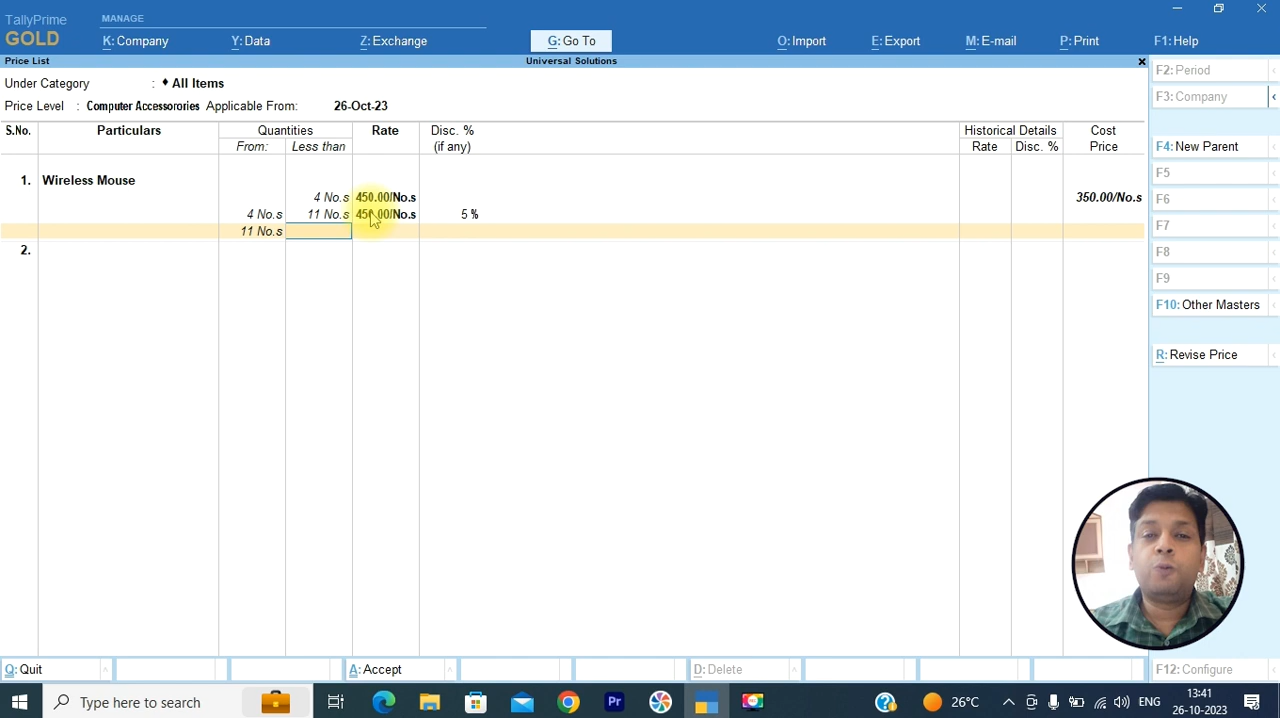 TallyPrime
GOLD
MANAGE
K: Company
Y: Data
Z: Exchange
G: Go To
O: Import
E: Export
M: E-mail
P: Print
F1: Help
Price List
Universal Solutions
Under Category : ♦ All Items
Price Level : Computer Accessorories Applicable From: 26-Oct-23
S.No. Particulars Quantities Rate Disc. % Historical Details Cost
From: Less than (if any) Rate Disc. % Price
1. Wireless Mouse
4 No.s 450.00/No.s 350.00/No.s
4 No.s 11 No.s 450.00/No.s 5 %
11 No.s
2.
F2: Period
F3: Company
F4: New Parent
F5
F6
F7
F8
F9
F10: Other Masters
R: Revise Price
Q: Quit
A: Accept
D: Delete
F12: Configure
Type here to search
Pr
26°C
ENG
13:41
26-10-2023